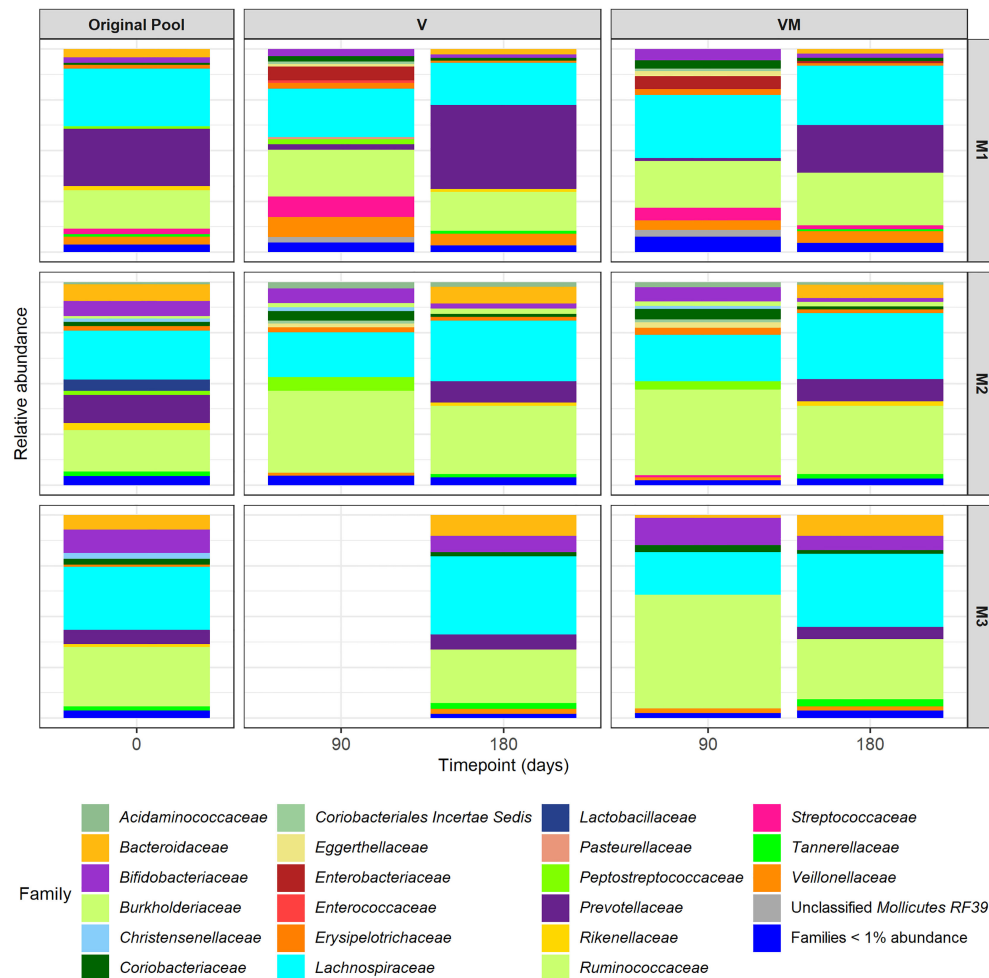 Original Pool
V
VM
M1
M2
M3
Relative abundance
0
90
180
90
180
Timepoint (days)
Family
Acidaminococcaceae
Bacteroidaceae
Bifidobacteriaceae
Burkholderiaceae
Christensenellaceae
Coriobacteriaceae
Coriobacteriales Incertae Sedis
Eggerthellaceae
Enterobacteriaceae
Enterococcaceae
Erysipelotrichaceae
Lachnospiraceae
Lactobacillaceae
Pasteurellaceae
Peptostreptococcaceae
Prevotellaceae
Rikenellaceae
Ruminococcaceae
Streptococcaceae
Tannerellaceae
Veillonellaceae
Unclassified Mollicutes RF39
Families < 1% abundance